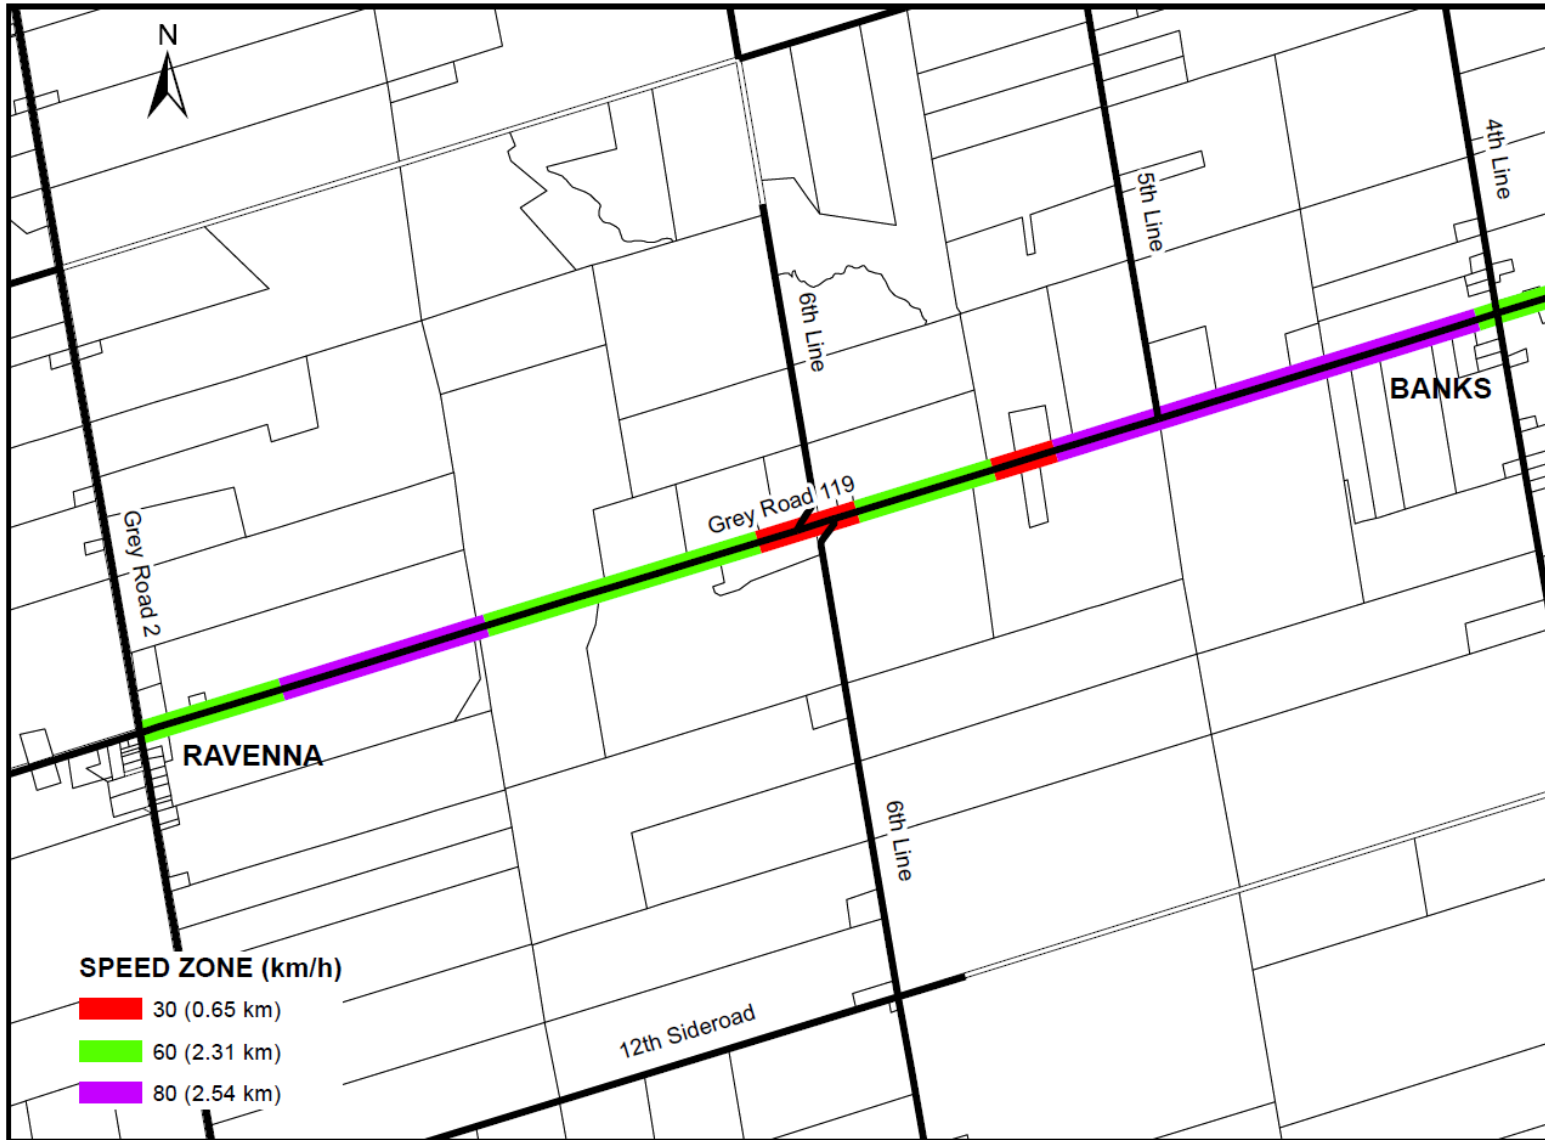 N
4th Line
5th Line
6th Line
BANKS
Grey Road 119
Grey Road 2
RAVENNA
6th Line
SPEED ZONE (km/h)
30 (0.65 km)
60 (2.31 km)
80 (2.54 km)
12th Sideroad